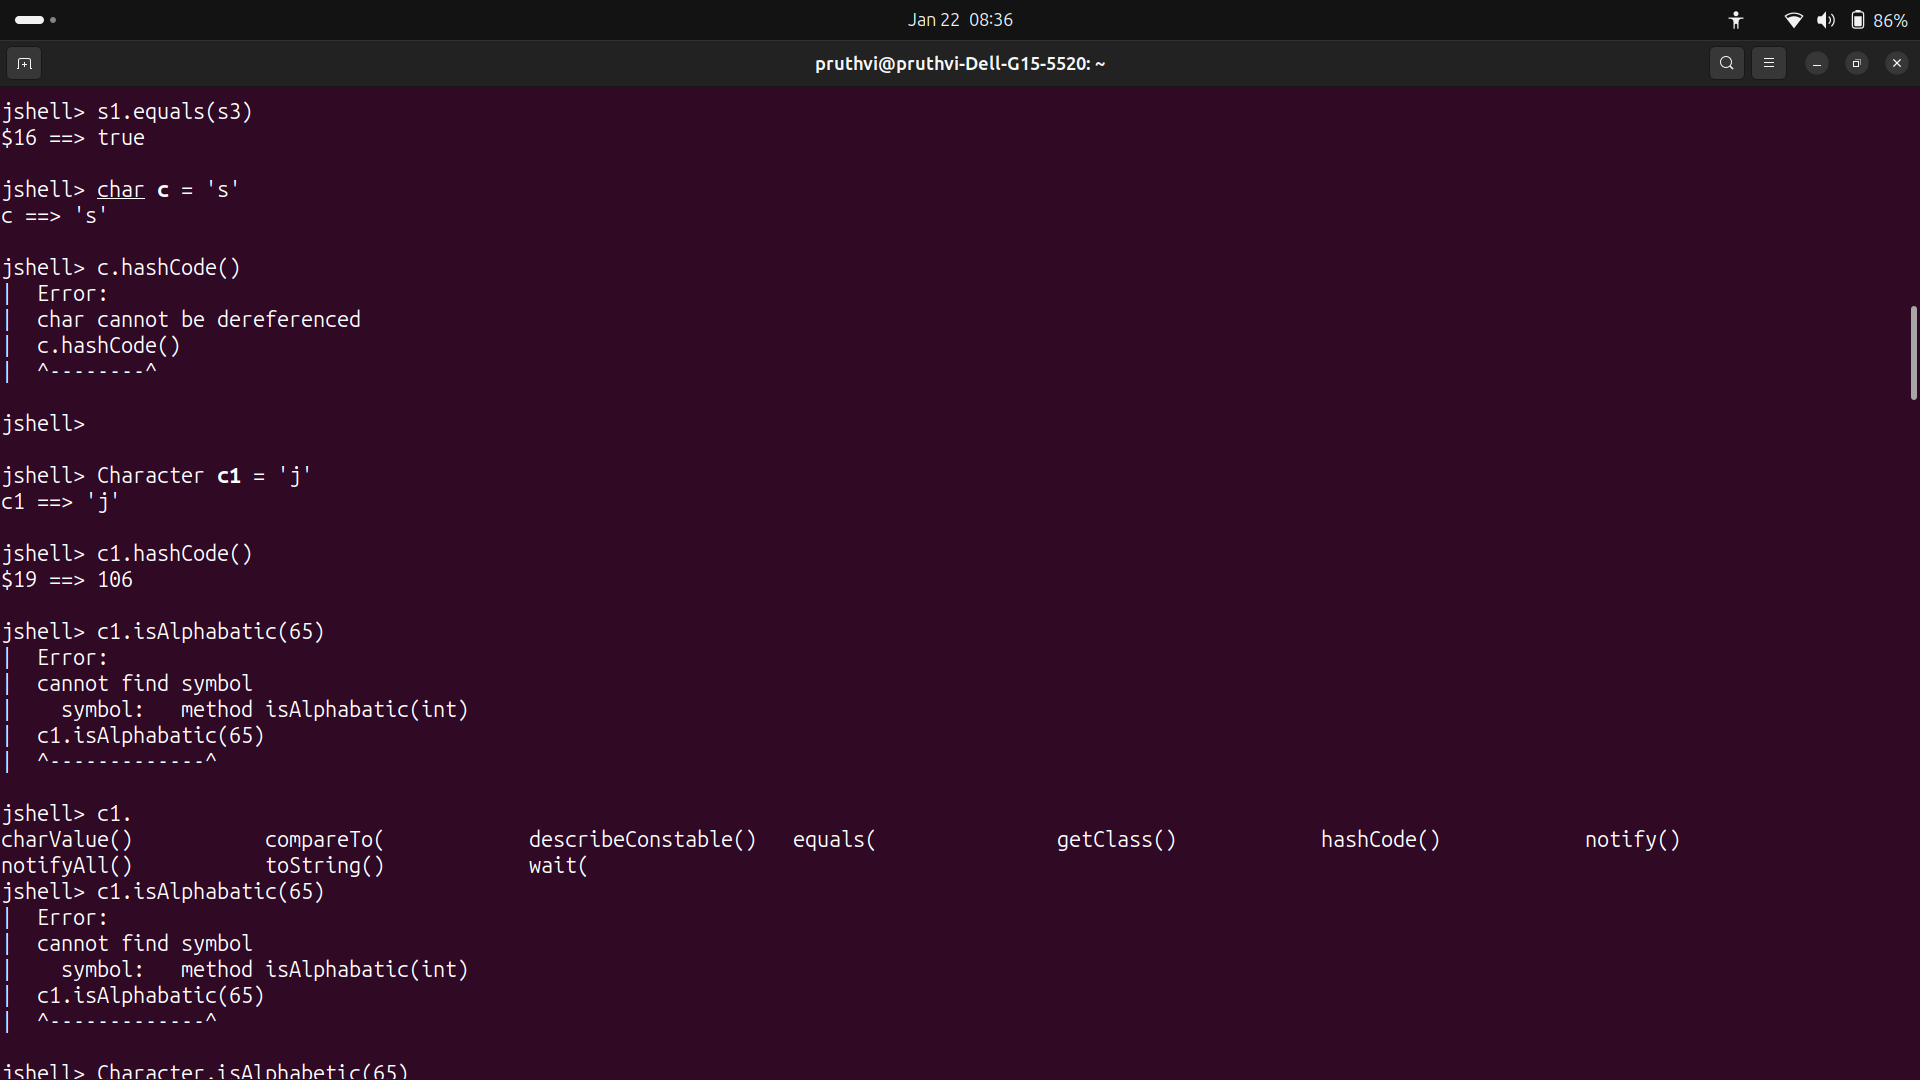 Jan 22 08:36
86%
pruthvi@pruthvi-Dell-G15-5520: ~
jshell> s1.equals(s3)
$16 ==> true
jshell> char c = 's'
c ==> 's'
jshell> c.hashCode()
|  Error:
|  char cannot be dereferenced
|  c.hashCode()
|  ^--------^
jshell>
jshell> Character c1 = 'j'
c1 ==> 'j'
jshell> c1.hashCode()
$19 ==> 106
jshell> c1.isAlphabatic(65)
|  Error:
|  cannot find symbol
|    symbol:   method isAlphabatic(int)
|  c1.isAlphabatic(65)
|  ^-------------^
jshell> c1.
charValue()           compareTo(            describeConstable()   equals(               getClass()            hashCode()            notify()
notifyAll()           toString()            wait(
jshell> c1.isAlphabatic(65)
|  Error:
|  cannot find symbol
|    symbol:   method isAlphabatic(int)
|  c1.isAlphabatic(65)
|  ^-------------^
jshell> Character.isAlphabetic(65)